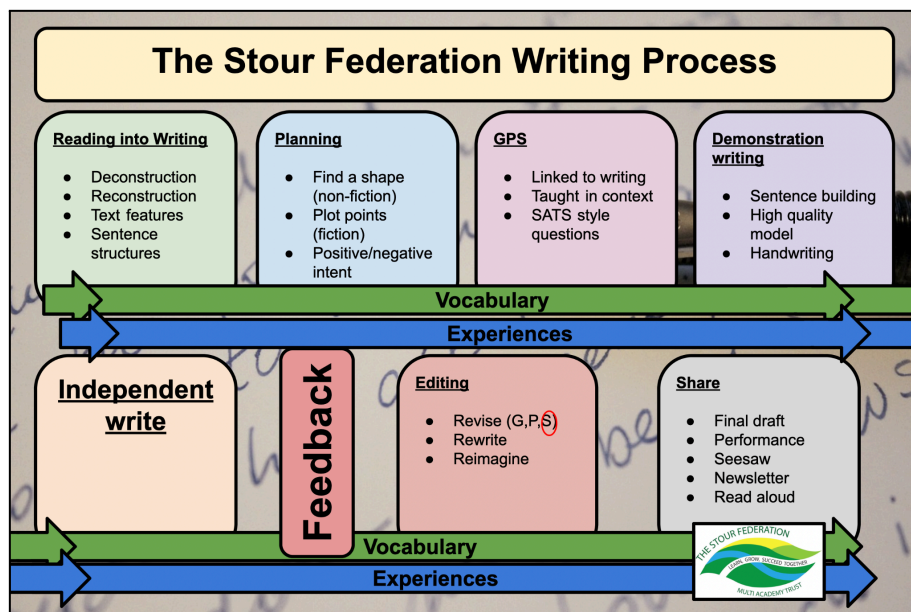 The Stour Federation Writing Process
Reading into Writing
● Deconstruction
● Reconstruction
● Text features
● Sentence
structures
Planning
● Find a shape
(non-fiction)
● Plot points
(fiction)
● Positive/negative
intent
GPS
● Linked to writing
● Taught in context
● SATS style
questions
Demonstration
writing
● Sentence building
● High quality
model
● Handwriting
Vocabulary
Experiences
Independent
write
Feedback
Editing
● Revise (G,P,S)
● Rewrite
● Reimagine
Share
● Final draft
● Performance
● Seesaw
● Newsletter
● Read aloud
Vocabulary
Experiences
THE STOUR FEDERATION
LEARN, GROW, SUCCEED TOGETHER
MULTI ACADEMY TRUST